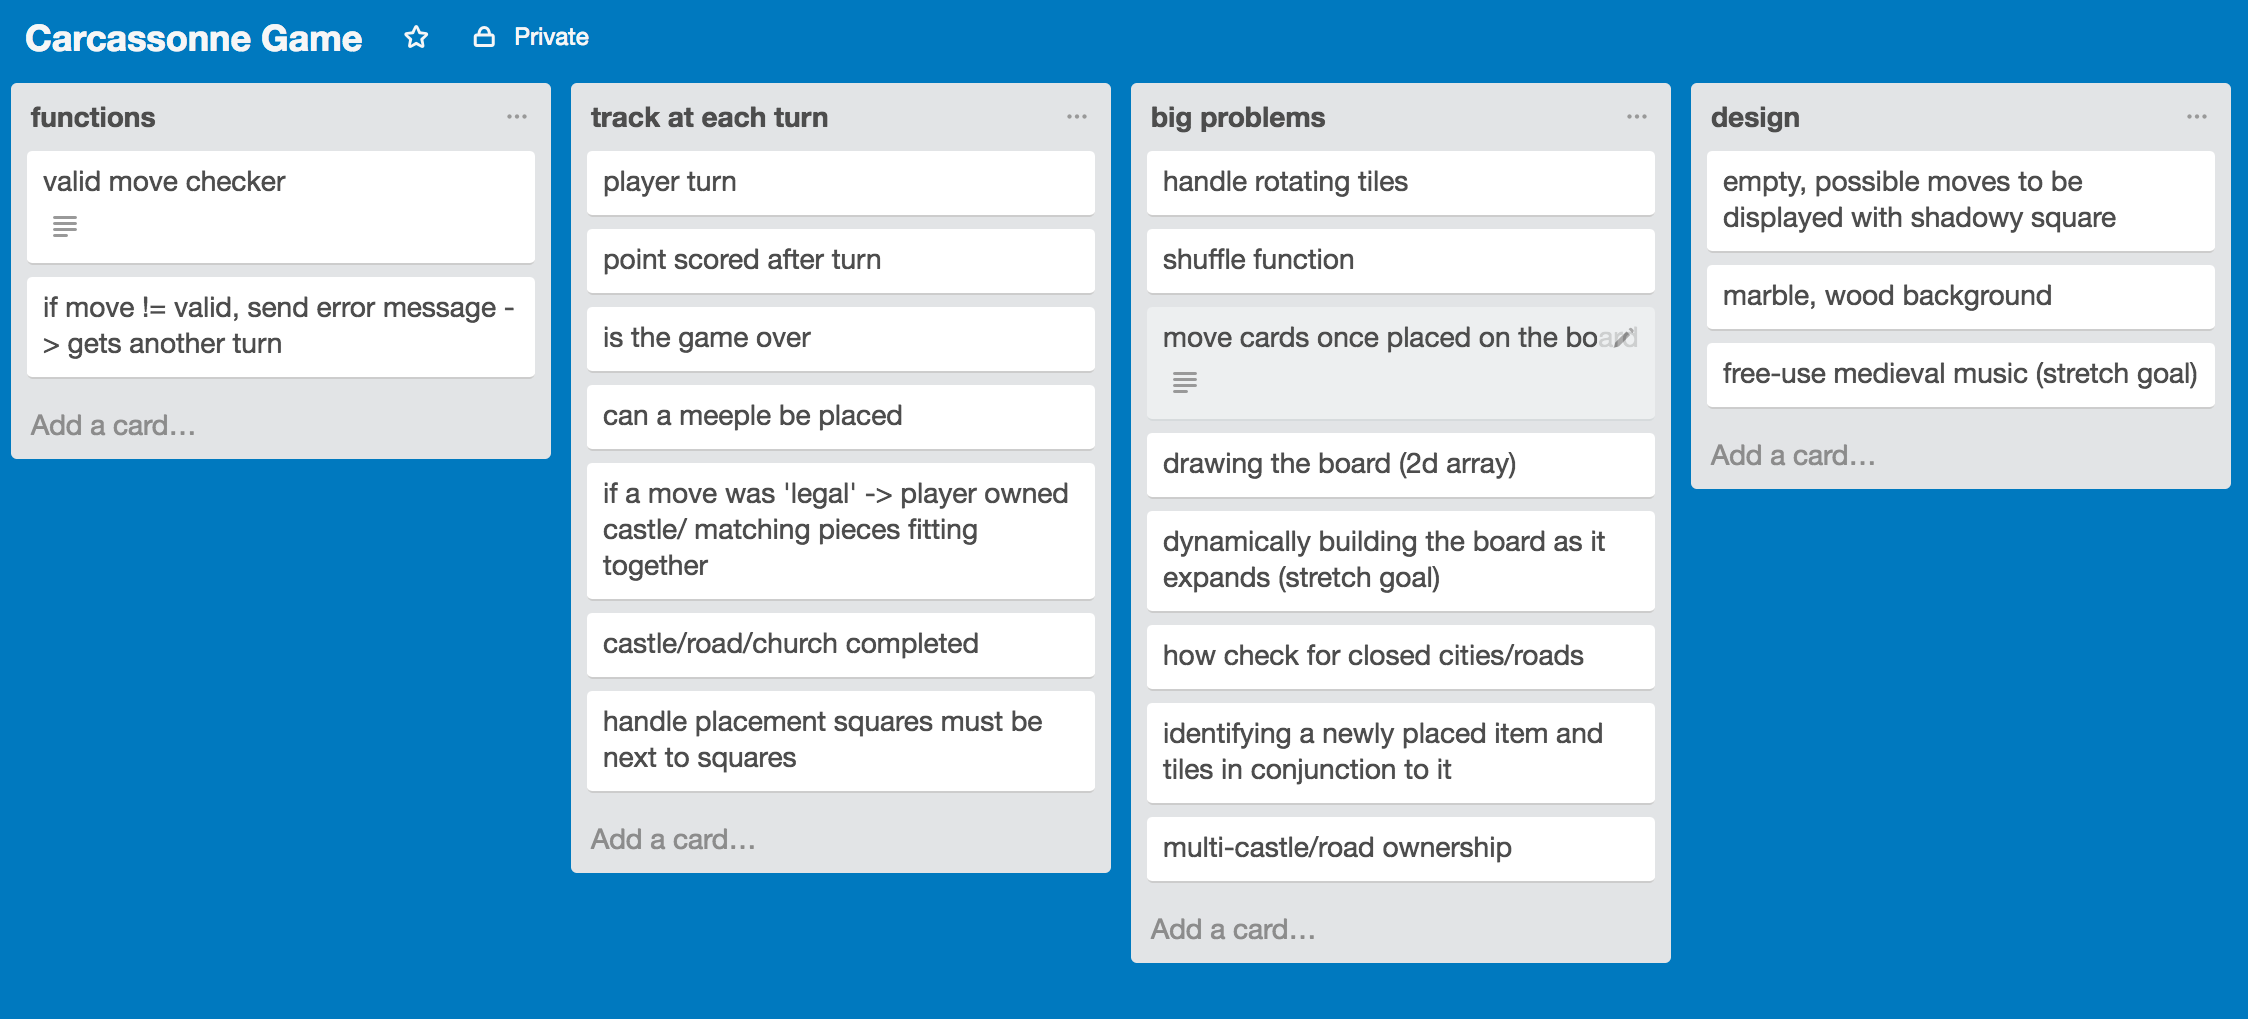 Carcassonne Game
Private
functions
valid move checker
if move != valid, send error message -
> gets another turn
Add a card...
track at each turn
player turn
point scored after turn
is the game over
can a meeple be placed
if a move was 'legal' -> player owned
castle/ matching pieces fitting
together
castle/road/church completed
handle placement squares must be
next to squares
Add a card...
big problems
handle rotating tiles
shuffle function
move cards once placed on the board
drawing the board (2d array)
dynamically building the board as it
expands (stretch goal)
how check for closed cities/roads
identifying a newly placed item and
tiles in conjunction to it
multi-castle/road ownership
Add a card...
design
empty, possible moves to be
displayed with shadowy square
marble, wood background
free-use medieval music (stretch goal)
Add a card...